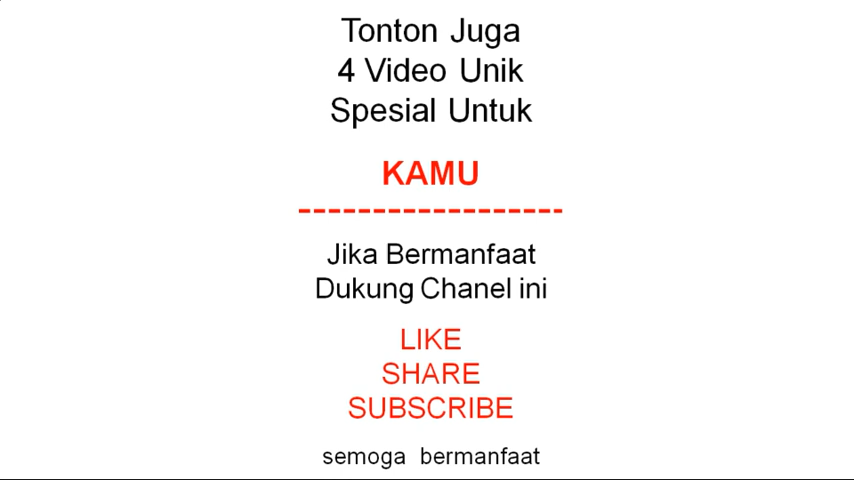 Tonton Juga
4 Video Unik
Spesial Untuk
KAMU
------------------
Jika Bermanfaat
Dukung Chanel ini
LIKE
SHARE
SUBSCRIBE
semoga bermanfaat